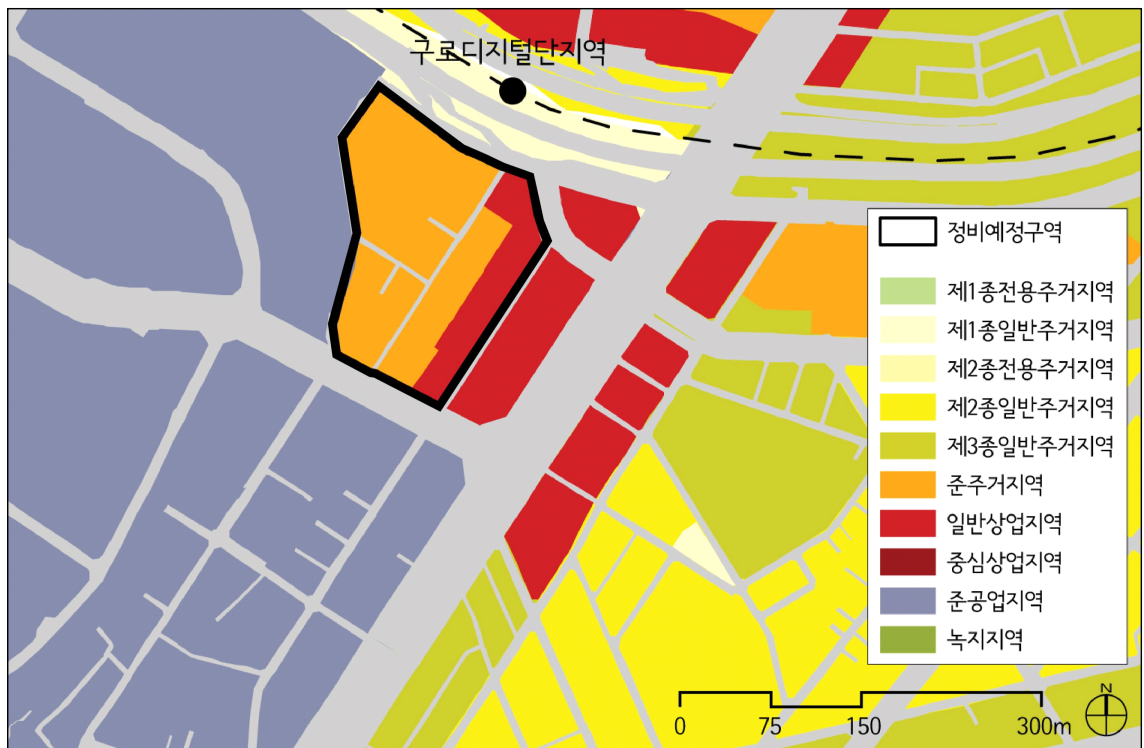 구로디지털단지역
정비예정구역
제1종전용주거지역
제1종일반주거지역
제2종전용주거지역
제2종일반주거지역
제3종일반주거지역
준주거지역
일반상업지역
중심상업지역
준공업지역
녹지지역
N
0 75 150 300m